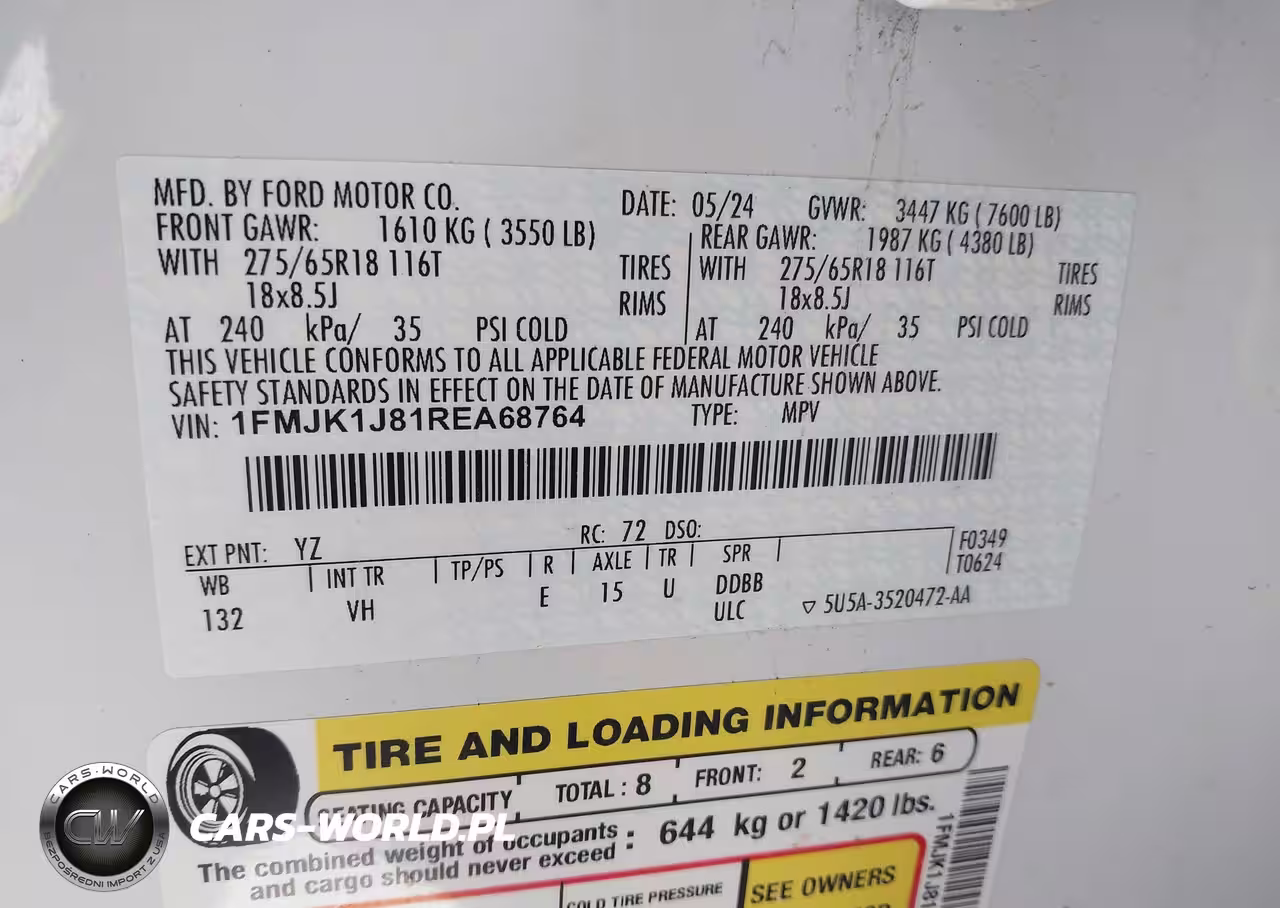 MFD. BY FORD MOTOR CO. DATE: 05/24 GVWR: 3447 KG ( 7600 LB)
FRONT GAWR: 1610 KG ( 3550 LB) REAR GAWR: 1987 KG ( 4380 LB)
WITH 275/65R18 116T TIRES WITH 275/65R18 116T TIRES
18x8.5J RIMS 18x8.5J RIMS
AT 240 kPa/ 35 PSI COLD AT 240 kPa/ 35 PSI COLD
THIS VEHICLE CONFORMS TO ALL APPLICABLE FEDERAL MOTOR VEHICLE
SAFETY STANDARDS IN EFFECT ON THE DATE OF MANUFACTURE SHOWN ABOVE.
VIN: 1FMJK1J81REA68764 TYPE: MPV
EXT PNT: YZ RC: 72 DSO:
WB INT TR TP/PS R AXLE TR SPR F0349
T0624
132 VH E 15 U DDBB
ULC ▽ 5U5A-3520472-AA
TIRE AND LOADING INFORMATION
SEATING CAPACITY TOTAL : 8 FRONT: 2 REAR: 6
The combined weight of occupants : 644 kg or 1420 lbs.
and cargo should never exceed :
COLD TIRE PRESSURE SEE OWNERS
1FMJK1J81
CARS-WORLD.PL
CARS-WORLD
CW
BEZPOŚREDNI IMPORT Z USA